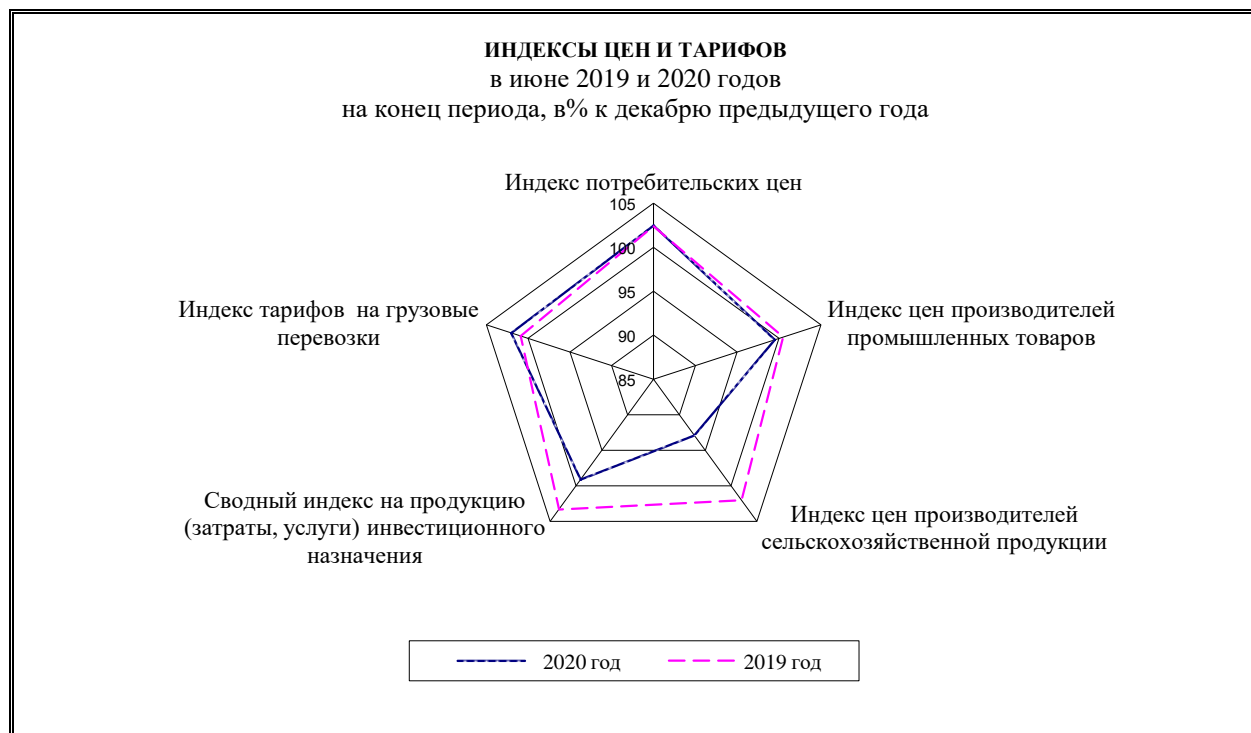 ИНДЕКСЫ ЦЕН И ТАРИФОВ
в июне 2019 и 2020 годов
на конец периода, в% к декабрю предыдущего года
Индекс потребительских цен
105
100
95
90
85
Индекс тарифов на грузовые
перевозки
Индекс цен производителей
промышленных товаров
Сводный индекс на продукцию
(затраты, услуги) инвестиционного
назначения
Индекс цен производителей
сельскохозяйственной продукции
2020 год
2019 год